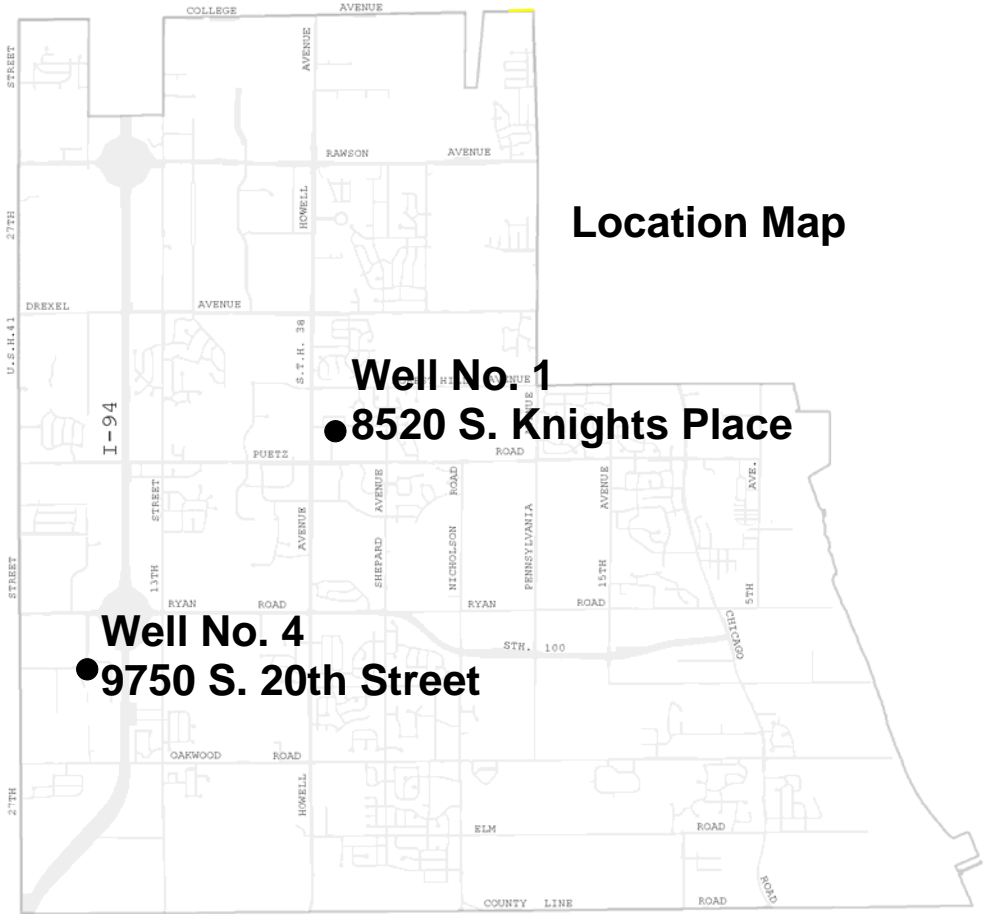 COLLEGE AVENUE
STREET
AVENUE
RAWSON AVENUE
HOWELL
27TH
Location Map
DREXEL AVENUE
U.S.H.41
S.T.H. 38
Well No. 1
AVENUE
8520 S. Knights Place
I-94
PUETZ ROAD
STREET
AVENUE
AVENUE
ROAD
PENNSYLVANIA
AVENUE
AVE.
STREET
13TH
SHEPARD
NICHOLSON
15TH
5TH
RYAN ROAD RYAN ROAD
CHICAGO
Well No. 4
STH. 100
9750 S. 20th Street
OAKWOOD ROAD
27TH
HOWELL
ELM ROAD
ROAD
COUNTY LINE ROAD